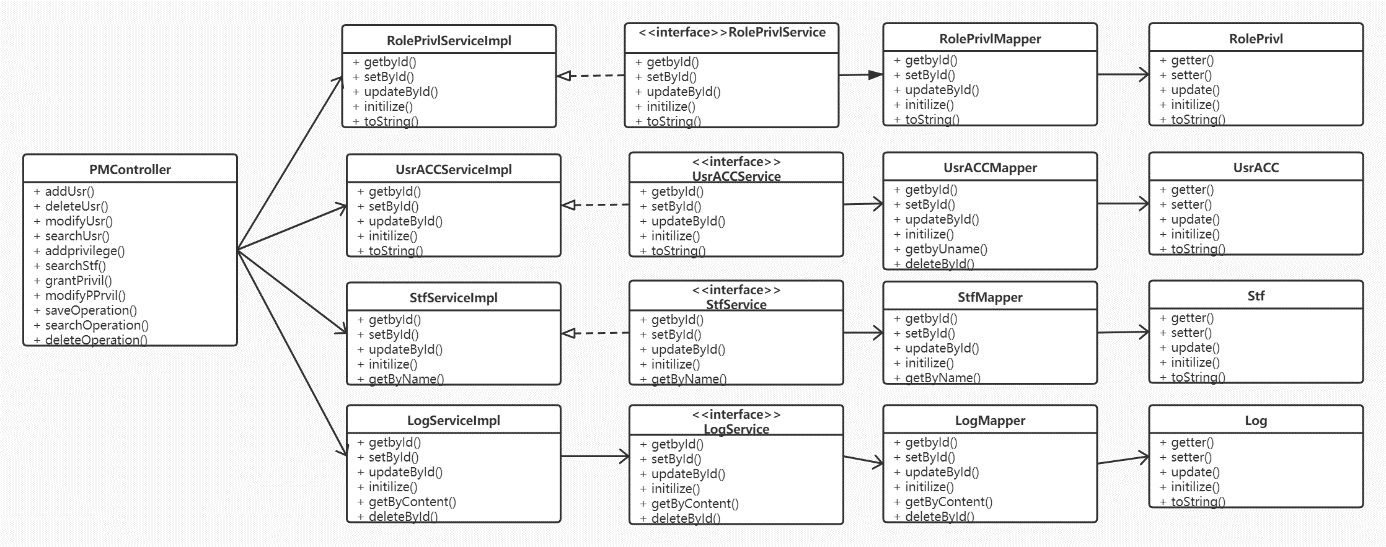 RolePrivlServiceImpl
+ getbyId()
+ setById()
+ updateById()
+ initilize()
+ toString()
<<interface>>RolePrivlService
+ getbyId()
+ setById()
+ updateById()
+ initilize()
+ toString()
RolePrivlMapper
+ getbyId()
+ setById()
+ updateById()
+ initilize()
+ toString()
RolePrivl
+ getter()
+ setter()
+ update()
+ initilize()
+ toString()
PMController
+ addUsr()
+ deleteUsr()
+ modifyUsr()
+ searchUsr()
+ addprivilege()
+ searchStf()
+ grantPrivil()
+ modifyPPrvil()
+ saveOperation()
+ searchOperation()
+ deleteOperation()
UsrACCServiceImpl
+ getbyId()
+ setById()
+ updateById()
+ initilize()
+ toString()
<<interface>>
UsrACCService
+ getbyId()
+ setById()
+ updateById()
+ initilize()
+ toString()
UsrACCMapper
+ getbyId()
+ setById()
+ updateById()
+ initilize()
+ getbyUname()
+ deleteById()
UsrACC
+ getter()
+ setter()
+ update()
+ initilize()
+ toString()
StfServiceImpl
+ getbyId()
+ setById()
+ updateById()
+ initilize()
+ getByName()
<<interface>>
StfService
+ getbyId()
+ setById()
+ updateById()
+ initilize()
+ getByName()
StfMapper
+ getbyId()
+ setById()
+ updateById()
+ initilize()
+ getByName()
Stf
+ getter()
+ setter()
+ update()
+ initilize()
+ toString()
LogServiceImpl
+ getbyId()
+ setById()
+ updateById()
+ initilize()
+ getByContent()
+ deleteById()
<<interface>>
LogService
+ getbyId()
+ setById()
+ updateById()
+ initilize()
+ getByContent()
+ deleteById()
LogMapper
+ getbyId()
+ setById()
+ updateById()
+ initilize()
+ getByContent()
+ deleteById()
Log
+ getter()
+ setter()
+ update()
+ initilize()
+ toString()